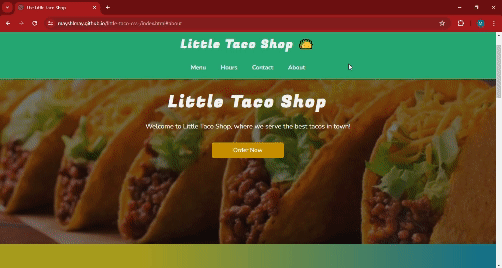 The Little Taco Shop
Little Taco Shop
Menu Hours Contact About
Little Taco Shop
Welcome to Little Taco Shop, where we serve the best tacos in town!
Order Now